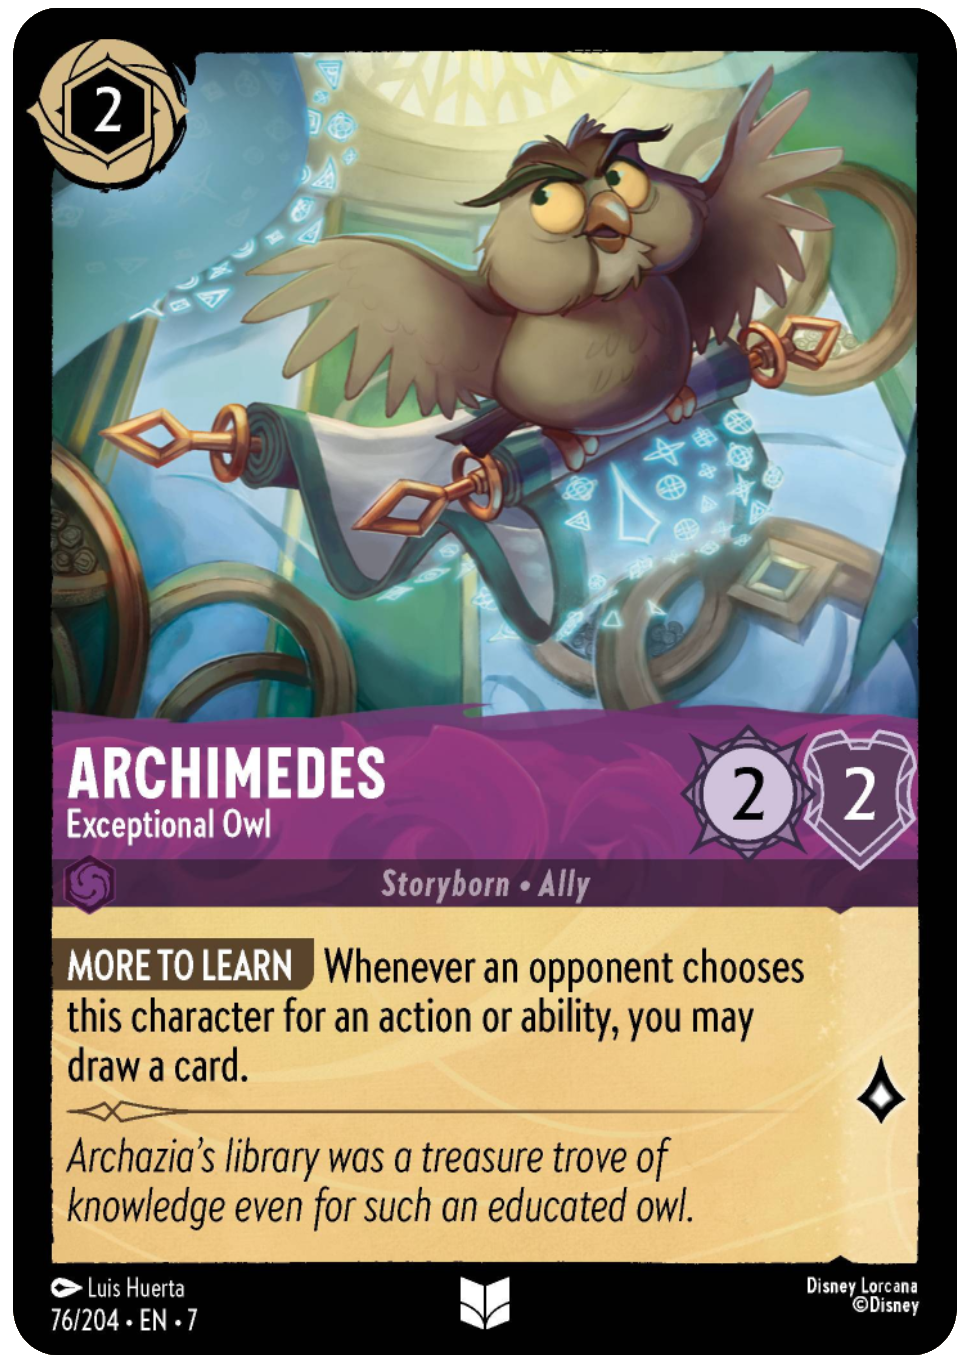 2
ARCHIMEDES
Exceptional Owl
2 2
Storyborn • Ally
MORE TO LEARN Whenever an opponent chooses
this character for an action or ability, you may
draw a card.
Archazia's library was a treasure trove of
knowledge even for such an educated owl.
Luis Huerta
76/204 • EN • 7
Disney Lorcana
©Disney